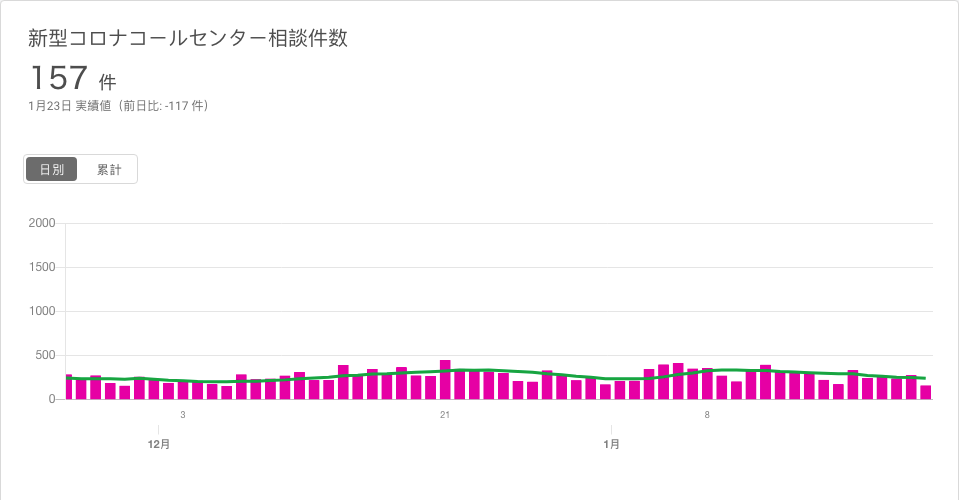 新型コロナコールセンター相談件数
157 件
1月23日 実績値（前日比: -117 件）
日別 累計
2000
1500
1000
500
0
3 21 8
12月 1月